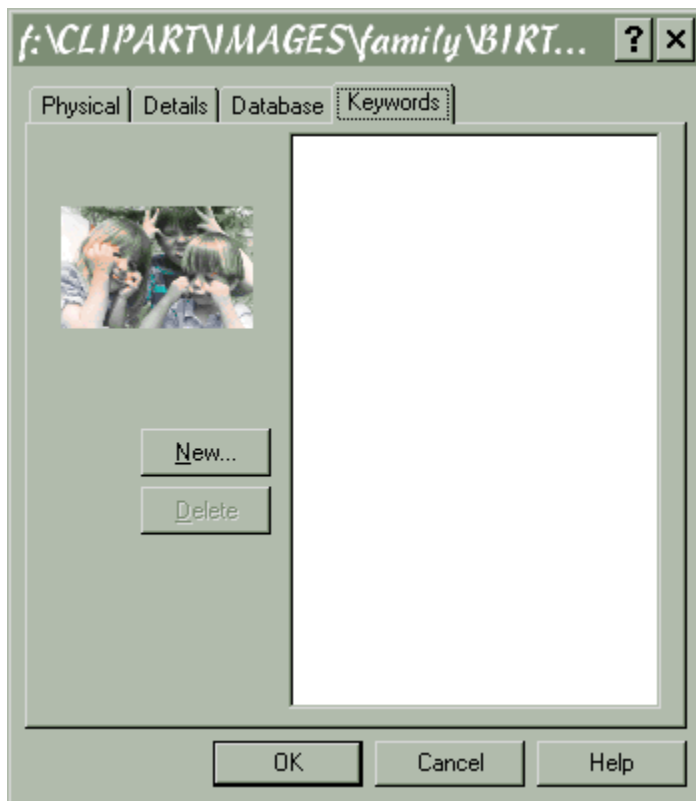 f:\CLIPART\IMAGES\family\BIRT...
Physical Details Database Keywords
New...
Delete
OK Cancel Help